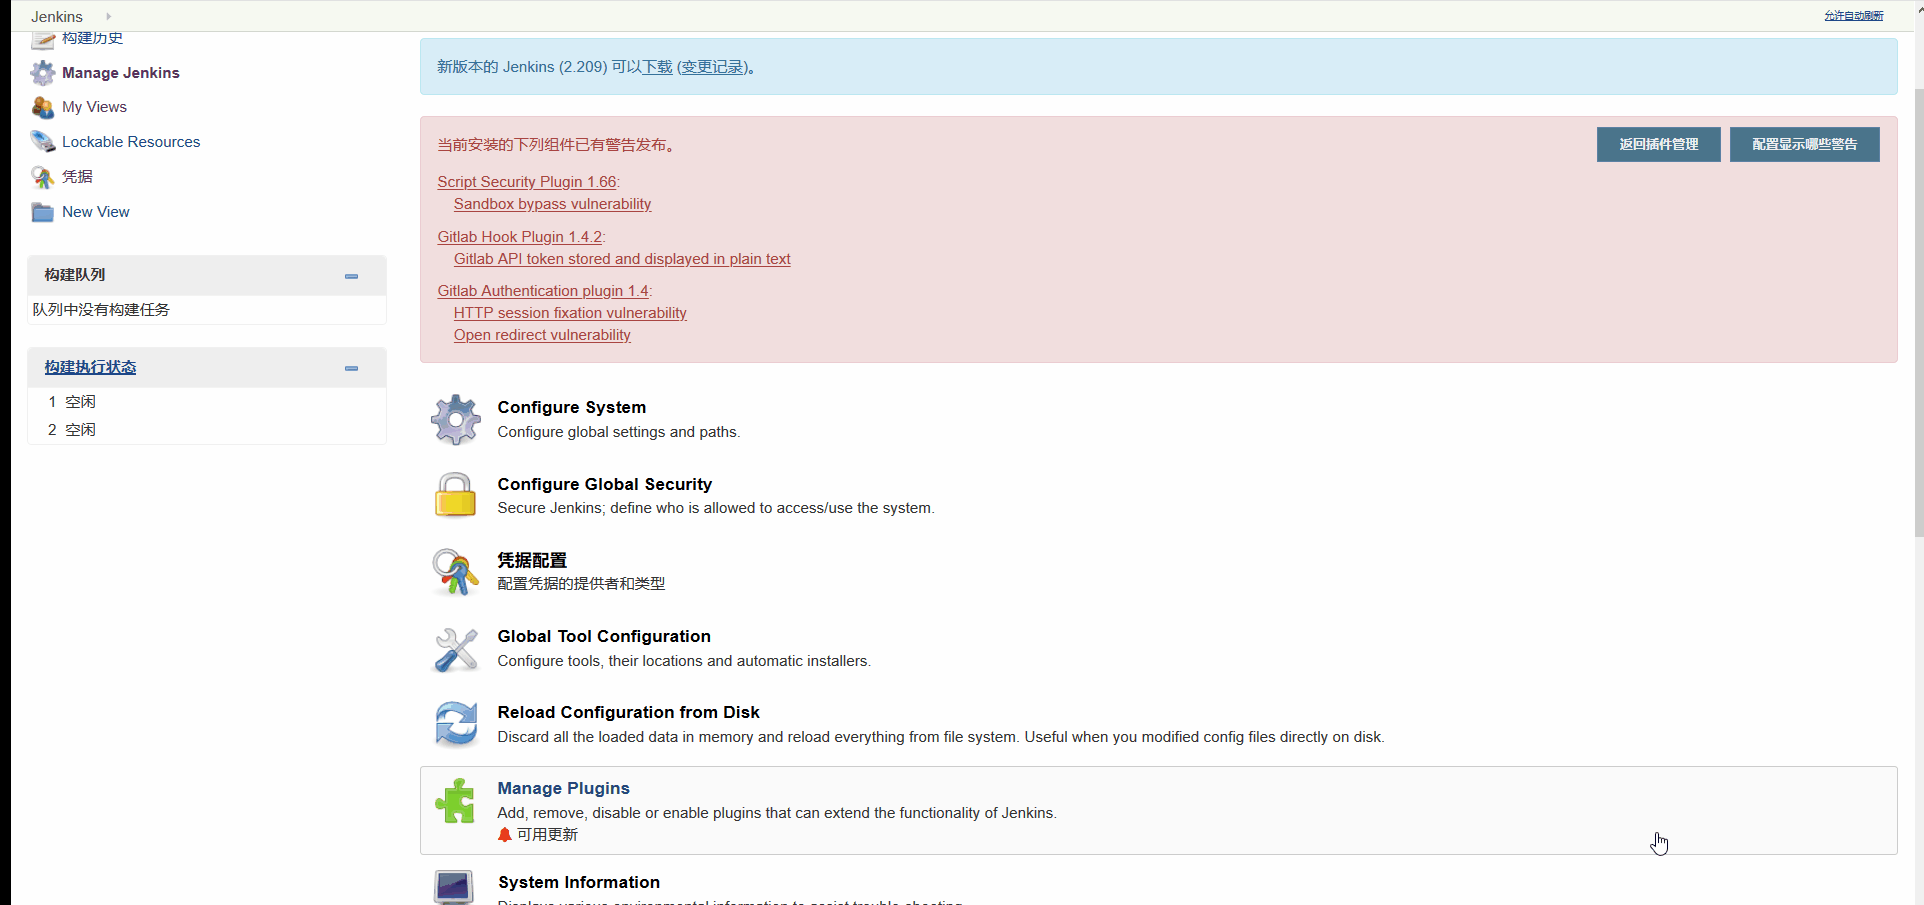 Jenkins
允许自动刷新
构建历史
Manage Jenkins
My Views
Lockable Resources
凭据
New View
构建队列
队列中没有构建任务
构建执行状态
1 空闲
2 空闲
新版本的 Jenkins (2.209) 可以下载 (变更记录)。
当前安装的下列组件已有警告发布。
返回插件管理
配置显示哪些警告
Script Security Plugin 1.66:
Sandbox bypass vulnerability
Gitlab Hook Plugin 1.4.2:
Gitlab API token stored and displayed in plain text
Gitlab Authentication plugin 1.4:
HTTP session fixation vulnerability
Open redirect vulnerability
Configure System
Configure global settings and paths.
Configure Global Security
Secure Jenkins; define who is allowed to access/use the system.
凭据配置
配置凭据的提供者和类型
Global Tool Configuration
Configure tools, their locations and automatic installers.
Reload Configuration from Disk
Discard all the loaded data in memory and reload everything from file system. Useful when you modified config files directly on disk.
Manage Plugins
Add, remove, disable or enable plugins that can extend the functionality of Jenkins.
可用更新
System Information
Displays various environmental information to assist trouble-shooting.